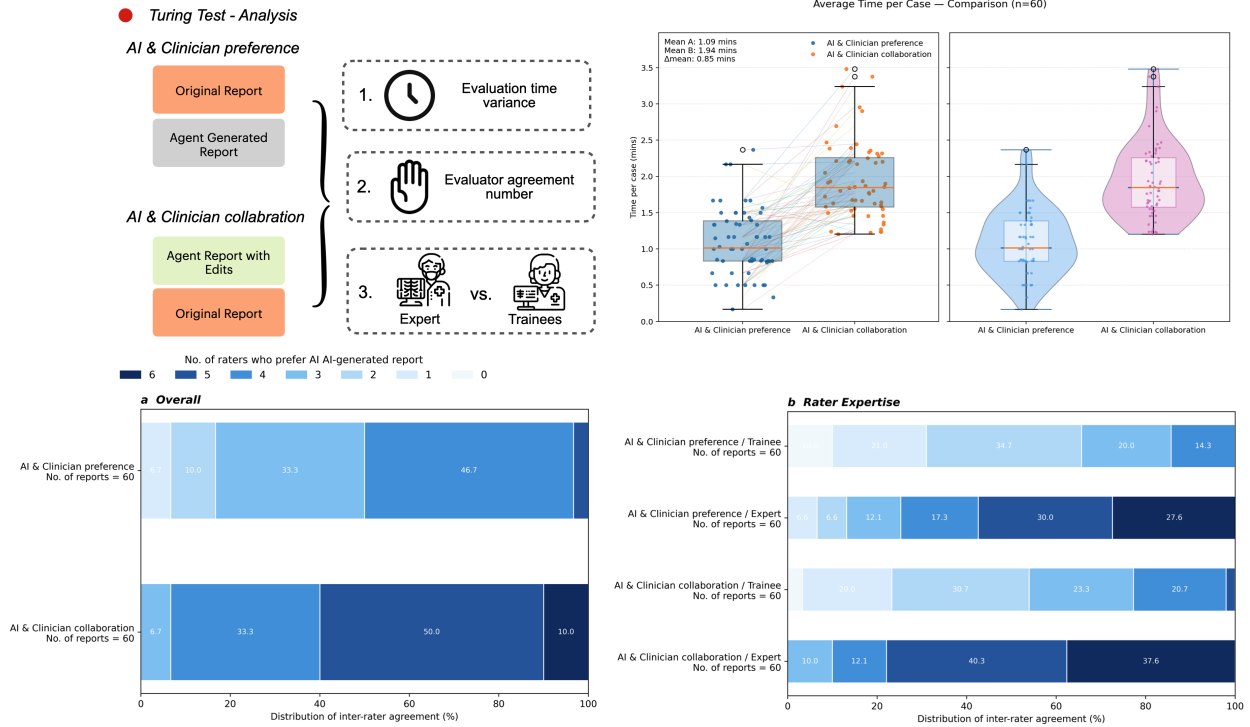 Turing Test - Analysis
AI & Clinician preference
Original Report
Agent Generated
Report
AI & Clinician collabration
Agent Report with
Edits
Original Report
1.
Evaluation time
variance
2.
Evaluator agreement
number
3.
vs.
Expert
Trainees
Average Time per Case — Comparison (n=60)
Mean A: 1.09 mins
Mean B: 1.94 mins
Δmean: 0.85 mins
AI & Clinician preference
AI & Clinician collaboration
Time per case (mins)
3.5
3.0
2.5
2.0
1.5
1.0
0.5
0.0
AI & Clinician preference
AI & Clinician collaboration
AI & Clinician preference
AI & Clinician collaboration
No. of raters who prefer AI AI-generated report
6 5 4 3 2 1 0
a Overall
AI & Clinician preference
No. of reports = 60
6.7 10.0 33.3 46.7
AI & Clinician collaboration
No. of reports = 60
6.7 33.3 50.0 10.0
0 20 40 60 80 100
Distribution of inter-rater agreement (%)
b Rater Expertise
AI & Clinician preference / Trainee
No. of reports = 60
21.0 34.7 20.0 14.3
AI & Clinician preference / Expert
No. of reports = 60
6.6 12.1 17.3 30.0 27.6
AI & Clinician collaboration / Trainee
No. of reports = 60
20.0 30.7 23.3 20.7
AI & Clinician collaboration / Expert
No. of reports = 60
10.0 12.1 40.3 37.6
0 20 40 60 80 100
Distribution of inter-rater agreement (%)